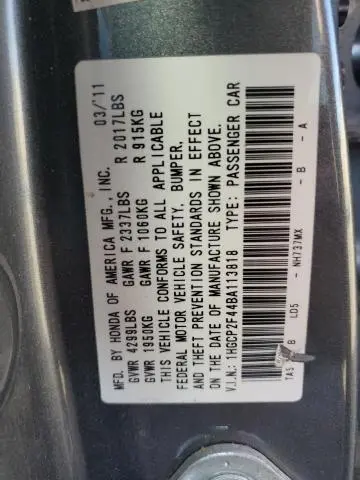 MFD. BY HONDA OF AMERICA MFG., INC. 03/'11
GVWR 4299LBS GAWR F 2337LBS R 2017LBS
GVWR 1950KG GAWR F 1060KG R 915KG
THIS VEHICLE CONFORMS TO ALL APPLICABLE
FEDERAL MOTOR VEHICLE SAFETY, BUMPER,
AND THEFT PREVENTION STANDARDS IN EFFECT
ON THE DATE OF MANUFACTURE SHOWN ABOVE.
V.I.N.: 1HGCP2F44BA113818 TYPE: PASSENGER CAR
B LD5 - NH737MX - B - A